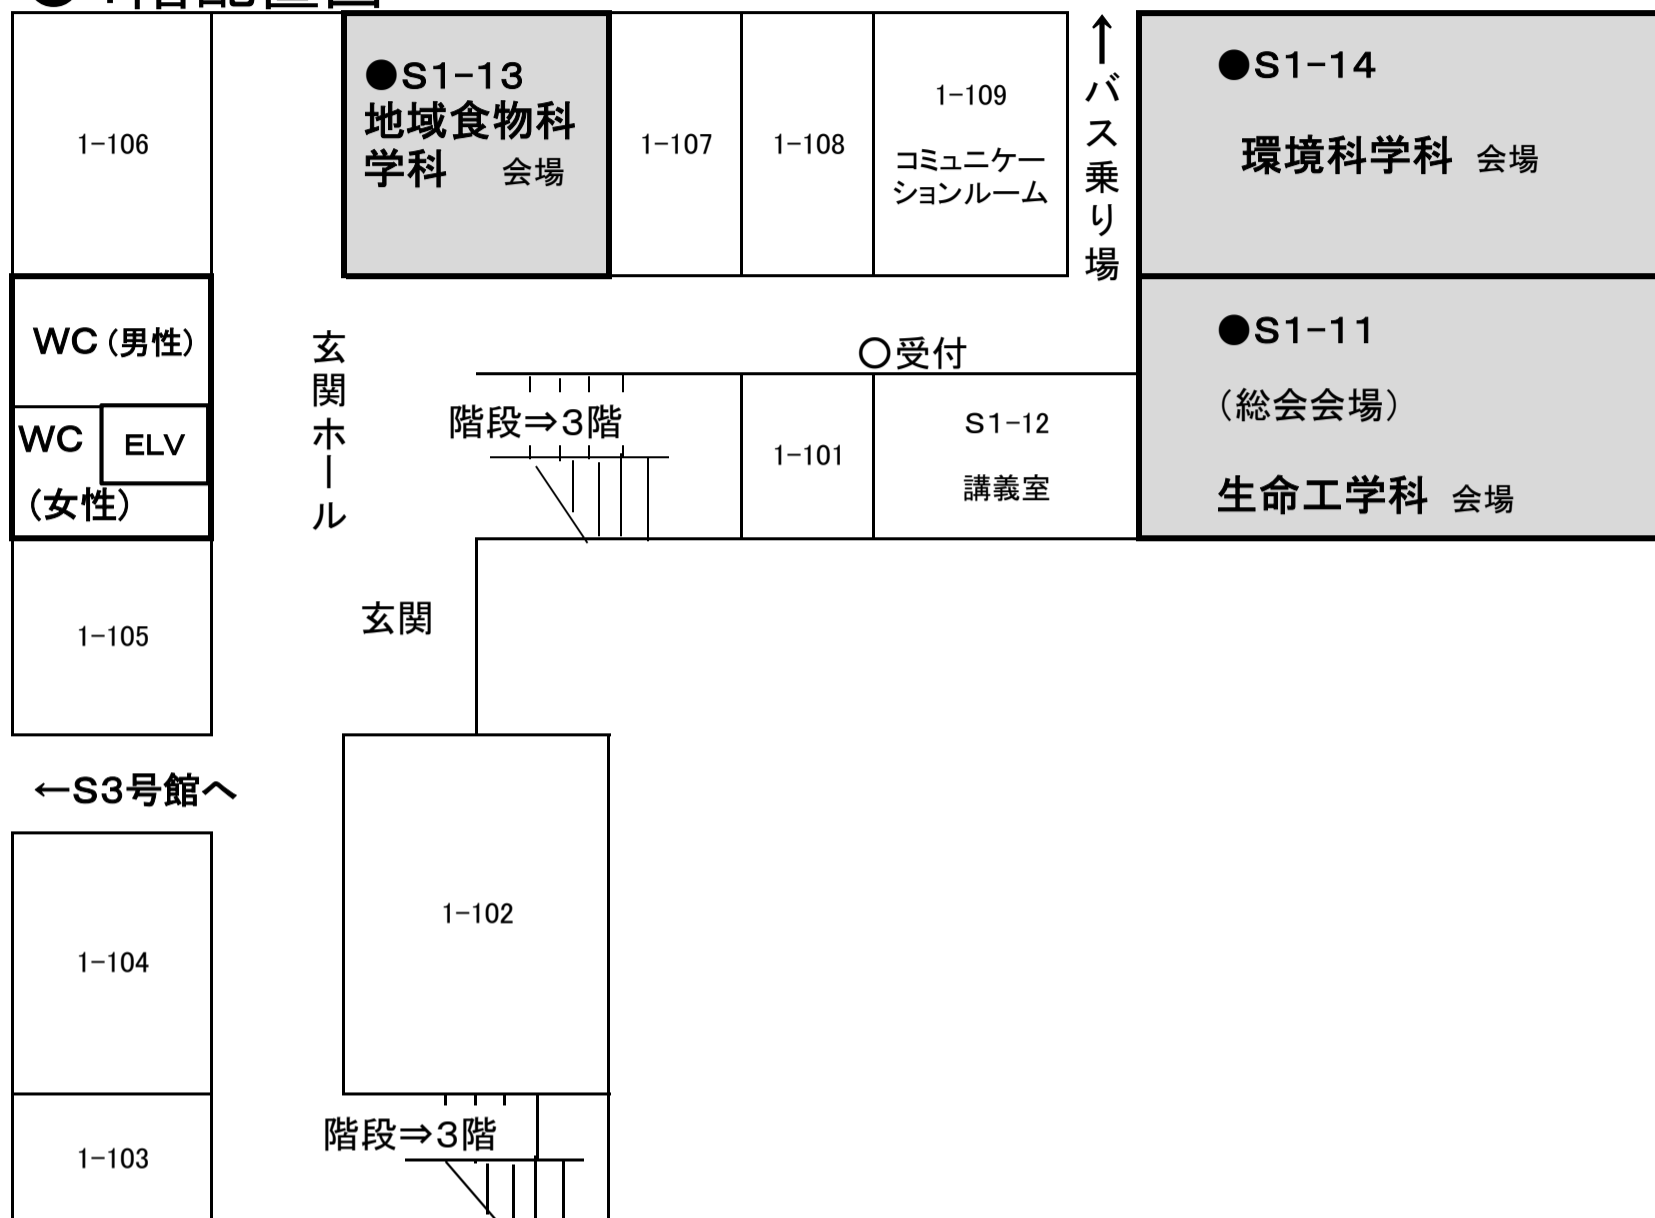 1-106
●S1-13
地域食物科
学科 会場
1-107
1-108
1-109
コミュニケー
ションルーム
↑バス乗り場
●S1-14
環境科学科 会場
WC(男性)
WC
(女性)
ELV
玄関ホール
○受付
階段⇒3階
1-101
S1-12
講義室
●S1-11
(総会会場)
生命工学科 会場
玄関
1-105
←S3号館へ
1-102
1-104
階段⇒3階
1-103